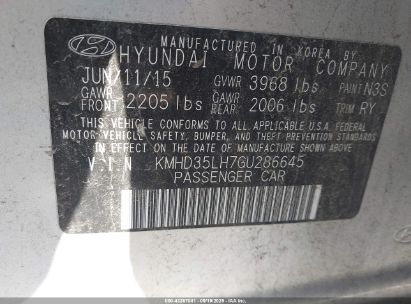 MANUFACTURED IN KOREA BY
HYUNDAI MOTOR COMPANY
JUN/11/15 GVWR 3968 lbs PAINT N3S
GAWR FRONT 2205 lbs GAWR REAR 2006 lbs TRIM RY
THIS VEHICLE CONFORMS TO ALL APPLICABLE U.S.A FEDERAL
MOTOR VEHICLE SAFETY, BUMPER, AND THEFT PREVENTION
STANDARDS IN EFFECT ON THE DATE OF MANUFACTURE SHOWN ABOVE.
V I N KMHD35LH7GU286645
PASSENGER CAR